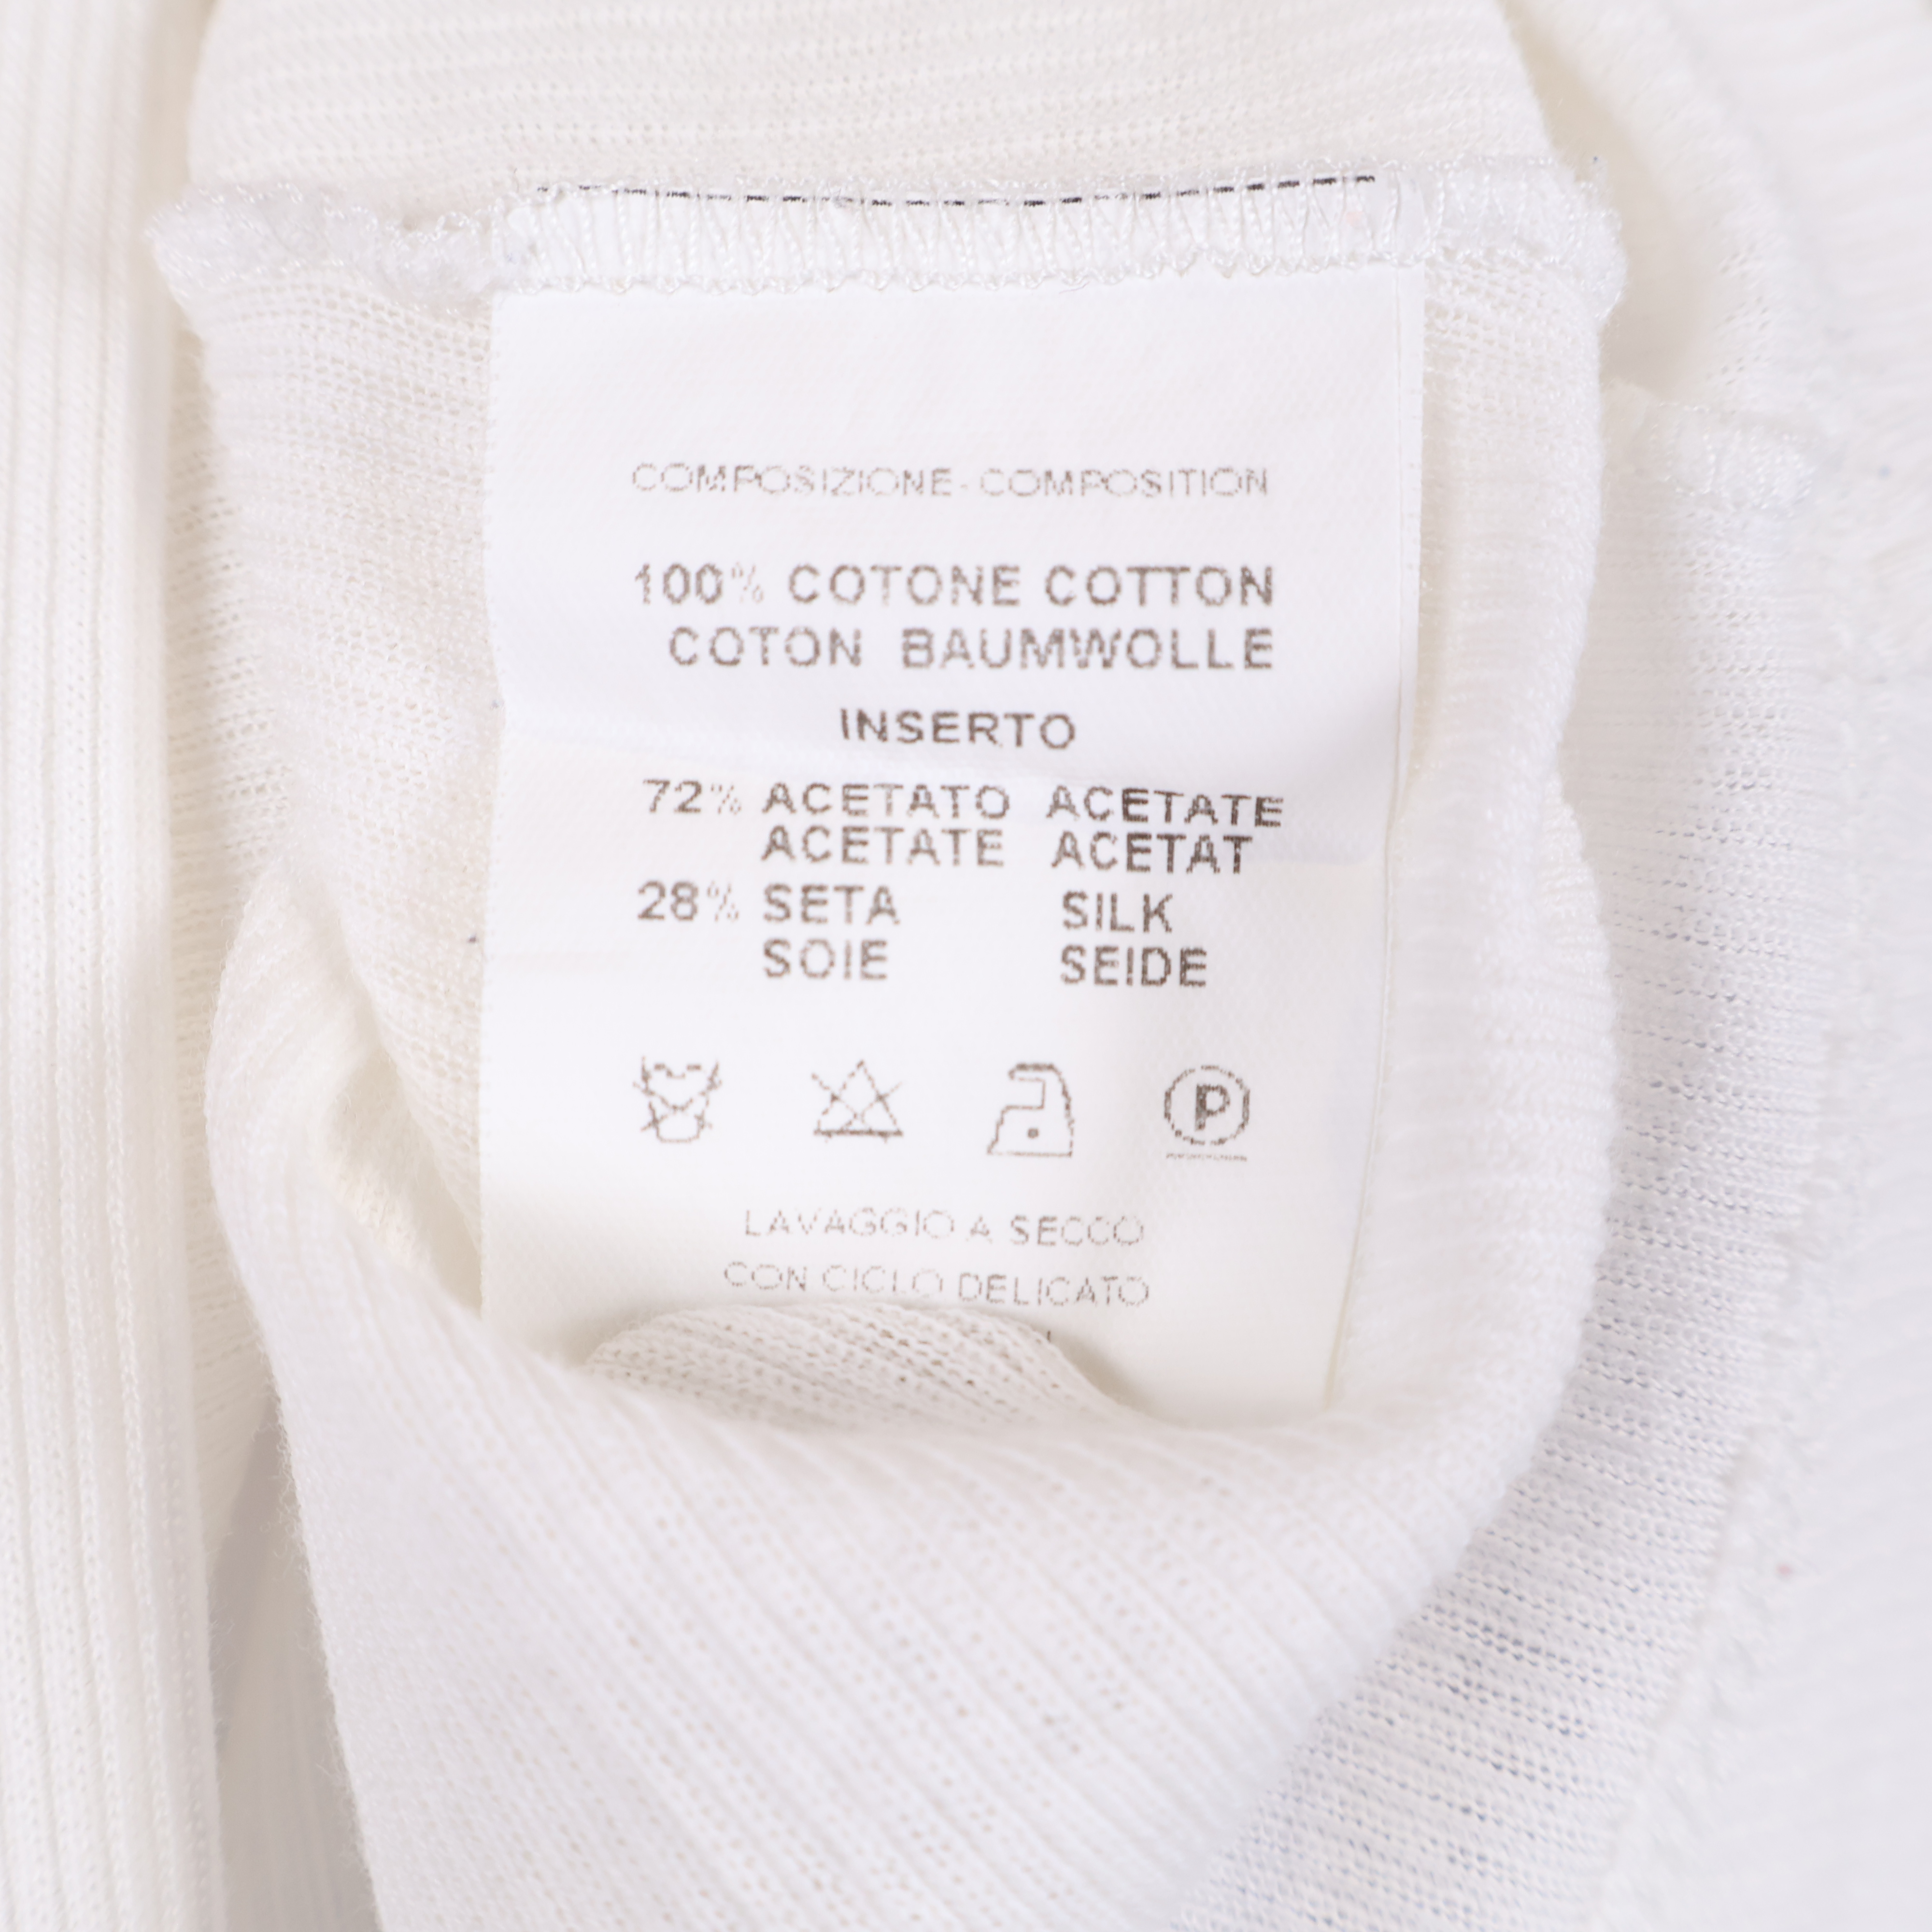 COMPOSIZIONE - COMPOSITION
100% COTONE COTTON
COTON BAUMWOLLE
INSERTO
72% ACETATO ACETATE
ACETATE ACETAT
28% SETA SILK
SOIE SEIDE
P
LAVAGGIO A SECCO
CON CICLO DELICATO